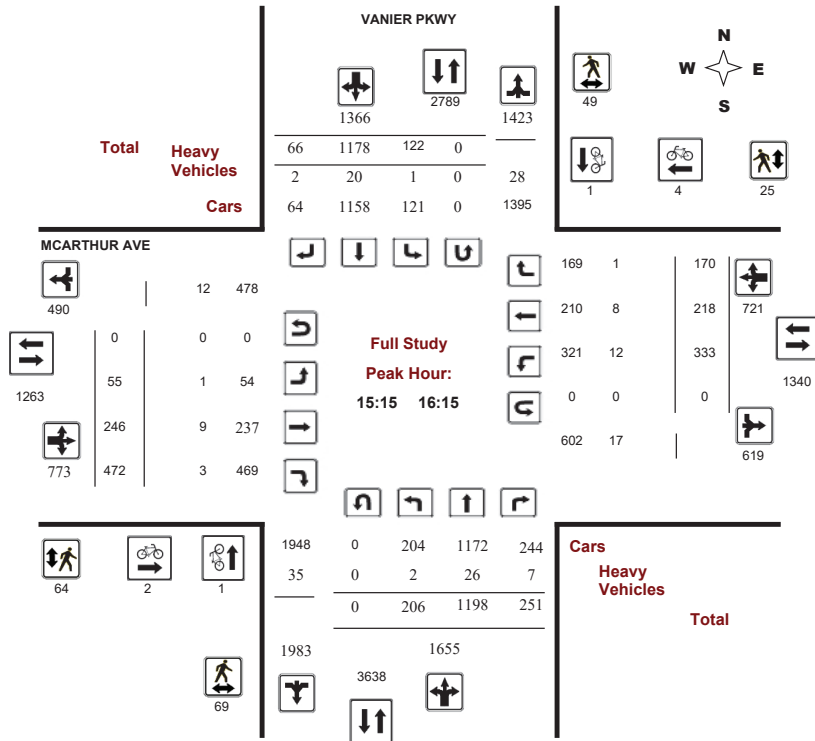 VANIER PKWY
N
W E
S
2789
49
1366 1423
Total Heavy Vehicles
66 1178 122 0
2 20 1 0 28
1 4 25
Cars 64 1158 121 0 1395
MCARTHUR AVE
169 1 170
12 478
490
210 8 218 721
0 0 0
Full Study
Peak Hour:
15:15 16:15
321 12 333
1263 55 1 54
1340
0 0 0
246 9 237
602 17
619
773 472 3 469
1948 0 204 1172 244
Cars
35 0 2 26 7
Heavy
Vehicles
64 2 1
0 206 1198 251
Total
1983 1655
3638
69